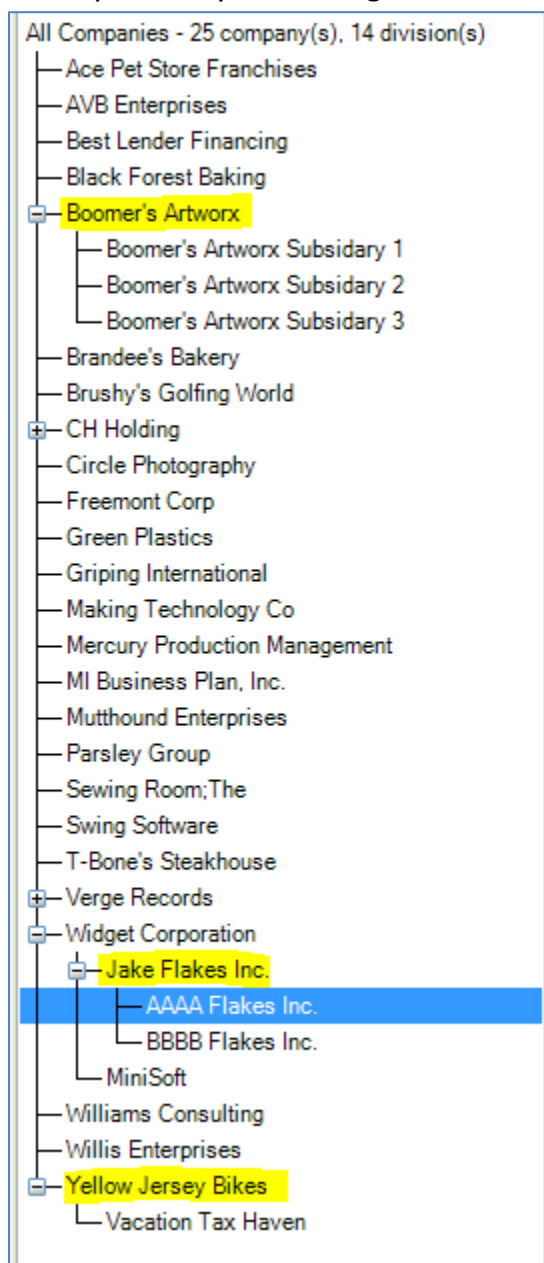 All Companies - 25 company(s), 14 division(s)
Ace Pet Store Franchises
AVB Enterprises
Best Lender Financing
Black Forest Baking
Boomer's Artworx
Boomer's Artworx Subsidary 1
Boomer's Artworx Subsidary 2
Boomer's Artworx Subsidary 3
Brandee's Bakery
Brushy's Golfing World
CH Holding
Circle Photography
Freemont Corp
Green Plastics
Griping International
Making Technology Co
Mercury Production Management
MI Business Plan, Inc.
Mutthound Enterprises
Parsley Group
Sewing Room;The
Swing Software
T-Bone's Steakhouse
Verge Records
Widget Corporation
Jake Flakes Inc.
AAAA Flakes Inc.
BBBB Flakes Inc.
MiniSoft
Williams Consulting
Willis Enterprises
Yellow Jersey Bikes
Vacation Tax Haven